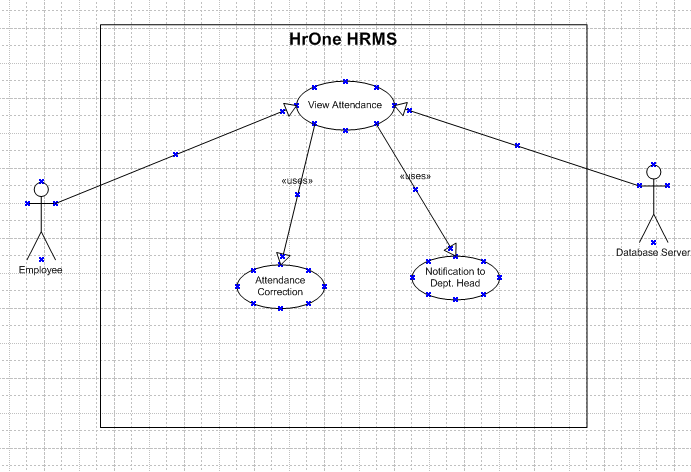 HrOne HRMS
View Attendance
«uses»
«uses»
Employee
Database Server
Attendance
Correction
Notification to
Dept. Head